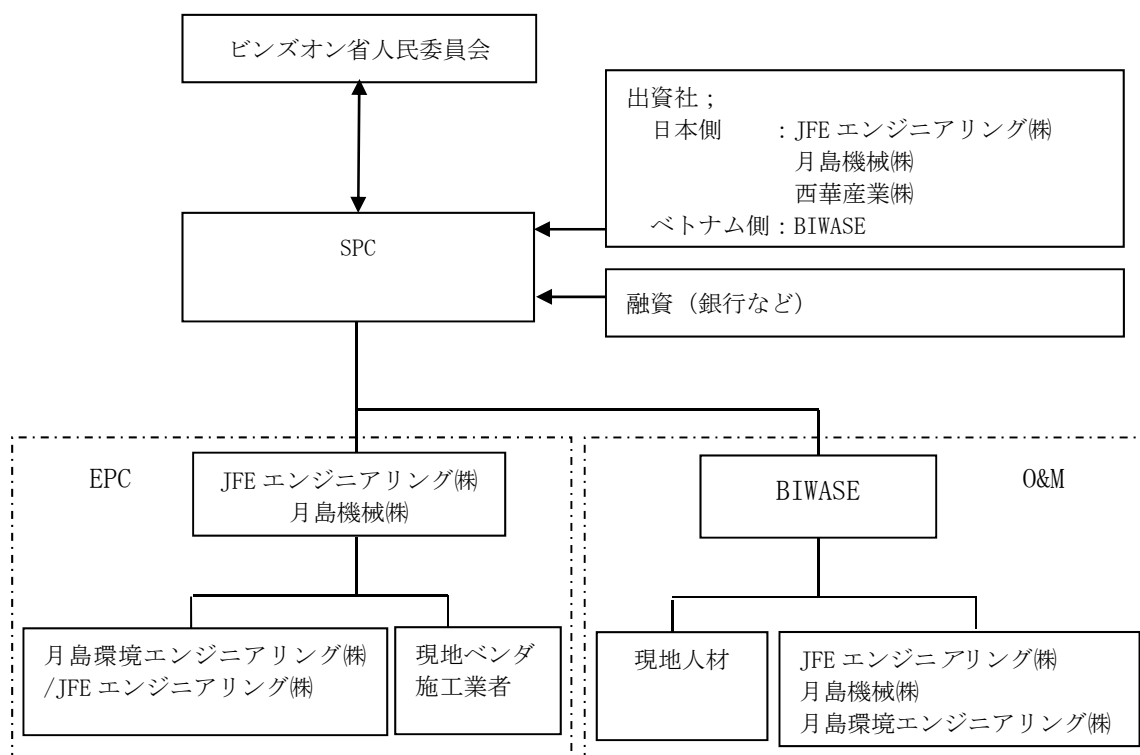 ビンズオン省人民委員会
出資社；
日本側　　：JFE エンジニアリング㈱
月島機械㈱
西華産業㈱
ベトナム側：BIWASE
SPC
融資（銀行など）
EPC
JFE エンジニアリング㈱
月島機械㈱
BIWASE
O&M
月島環境エンジニアリング㈱
/JFE エンジニアリング㈱
現地ベンダ
施工業者
現地人材
JFE エンジニアリング㈱
月島機械㈱
月島環境エンジニアリング㈱